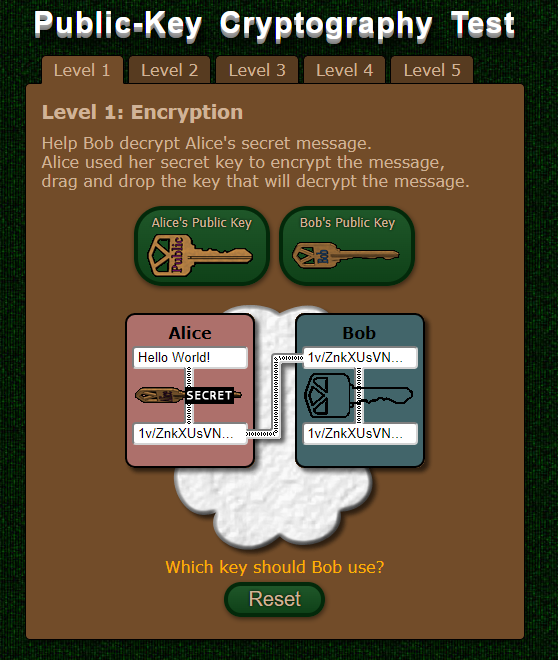 Public-Key Cryptography Test
Level 1
Level 2
Level 3
Level 4
Level 5
Level 1: Encryption
Help Bob decrypt Alice's secret message.
Alice used her secret key to encrypt the message,
drag and drop the key that will decrypt the message.
Alice's Public Key
Public
Bob's Public Key
Bob
Alice
Hello World!
SECRET
1v/ZnkXUsVN...
Bob
1v/ZnkXUsVN...
1v/ZnkXUsVN...
Which key should Bob use?
Reset